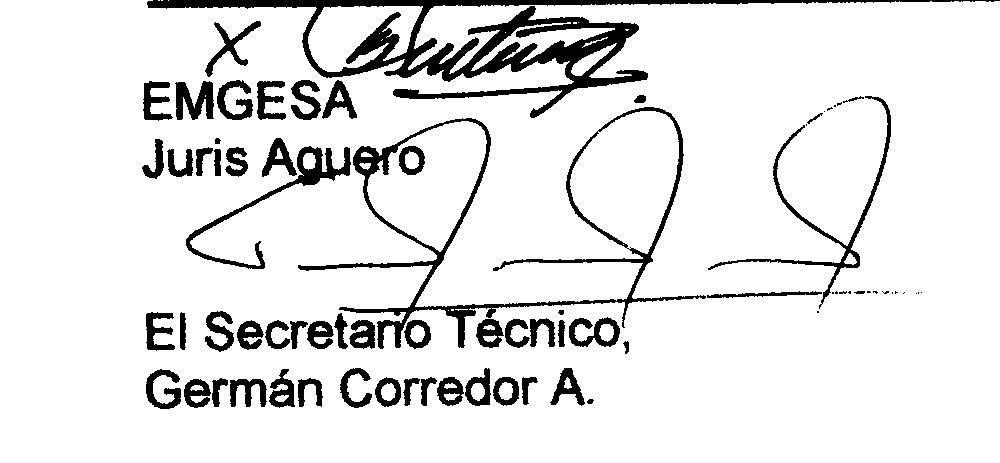 X
EMGESA
Juris Aguero
El Secretario Técnico,
Germán Corredor A.